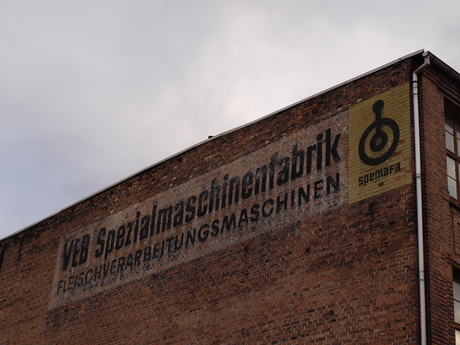 VEB Spezialmaschinenfabrik
FLEISCHVERARBEITUNGSMASCHINEN
spemafa